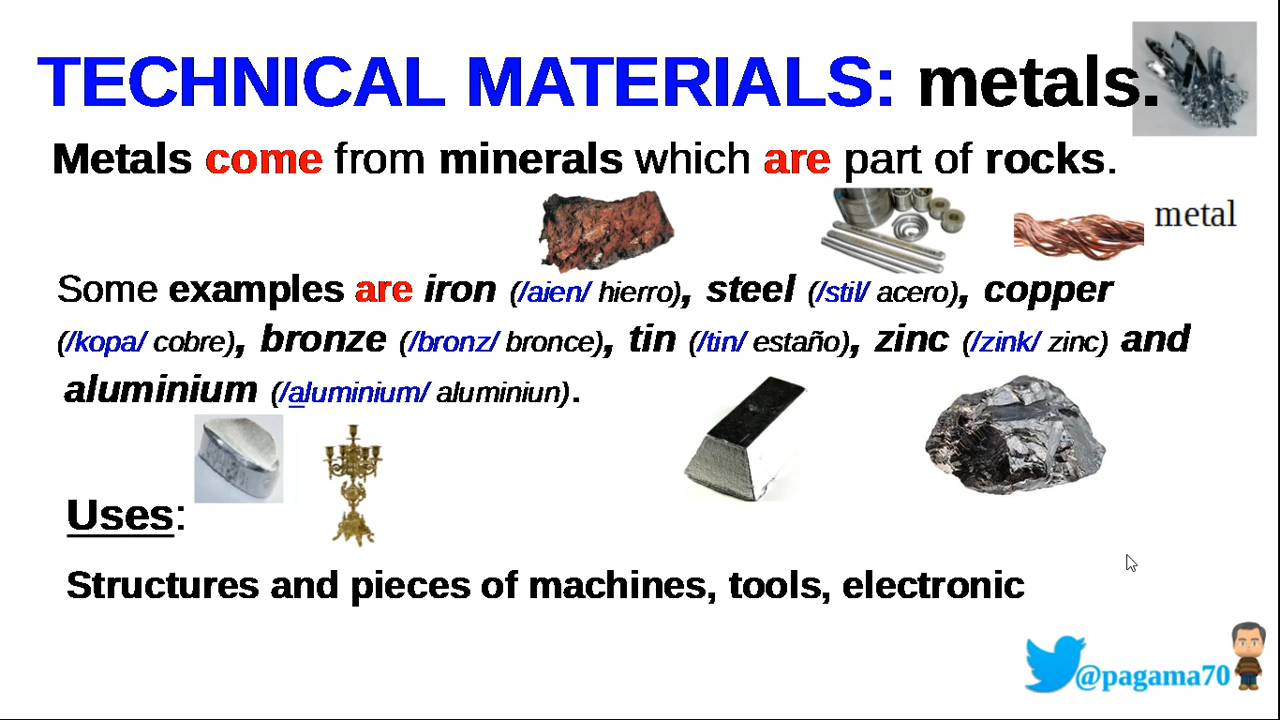 TECHNICAL MATERIALS: metals.
Metals come from minerals which are part of rocks.
metal
Some examples are iron (/aien/ hierro), steel (/stil/ acero), copper
(/kopa/ cobre), bronze (/bronz/ bronce), tin (/tin/ estaño), zinc (/zink/ zinc) and
aluminium (/aluminium/ aluminiun).
Uses:
Structures and pieces of machines, tools, electronic
@pagama70